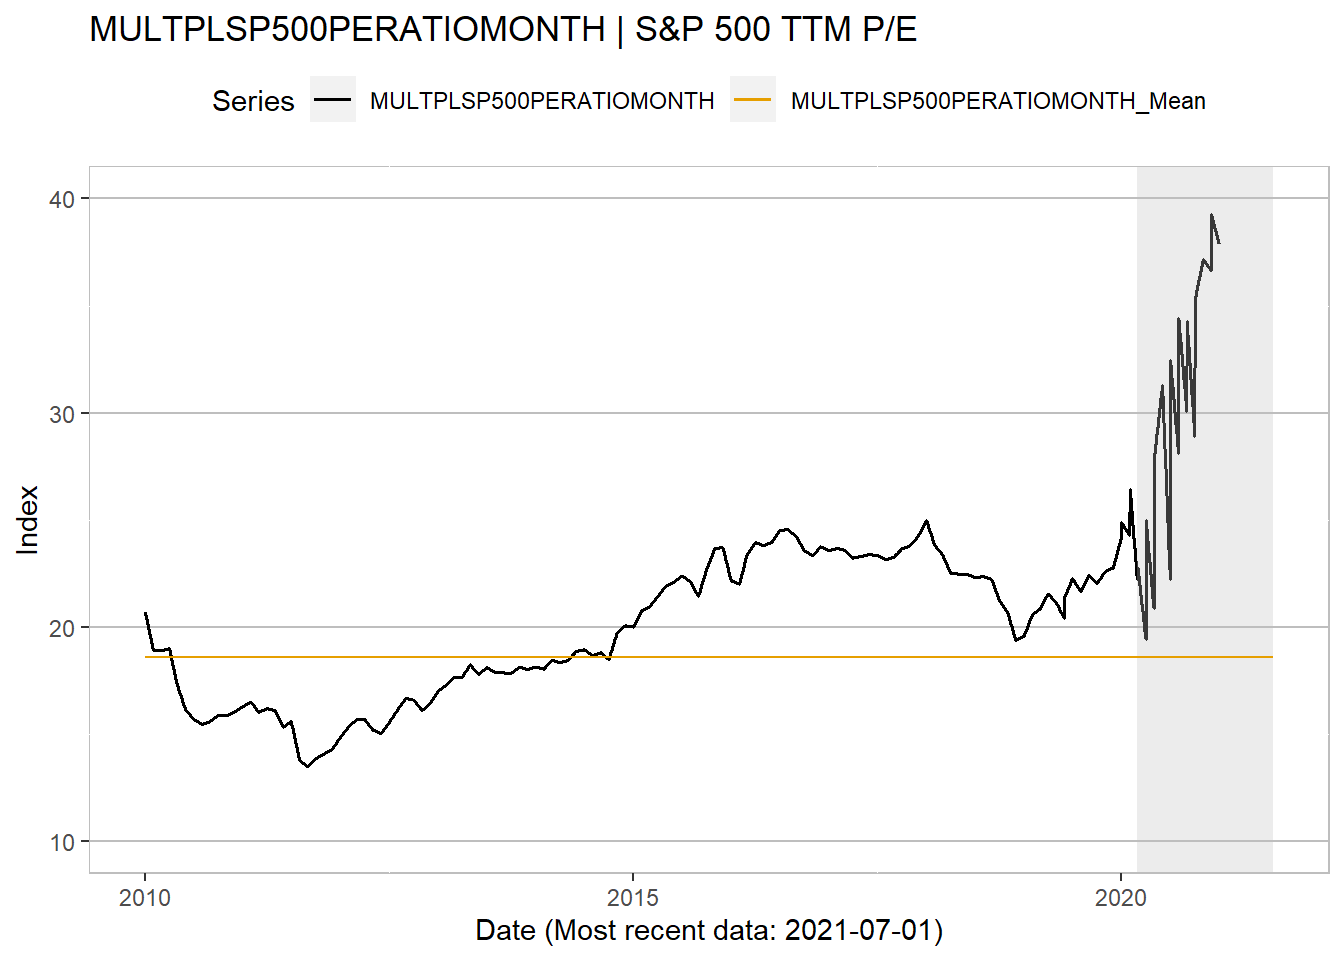 MULTPLSP500PERATIOMONTH | S&P 500 TTM P/E
Series MULTPLSP500PERATIOMONTH MULTPLSP500PERATIOMONTH_Mean
40
30
20
10
Index
2010 2015 2020
Date (Most recent data: 2021-07-01)